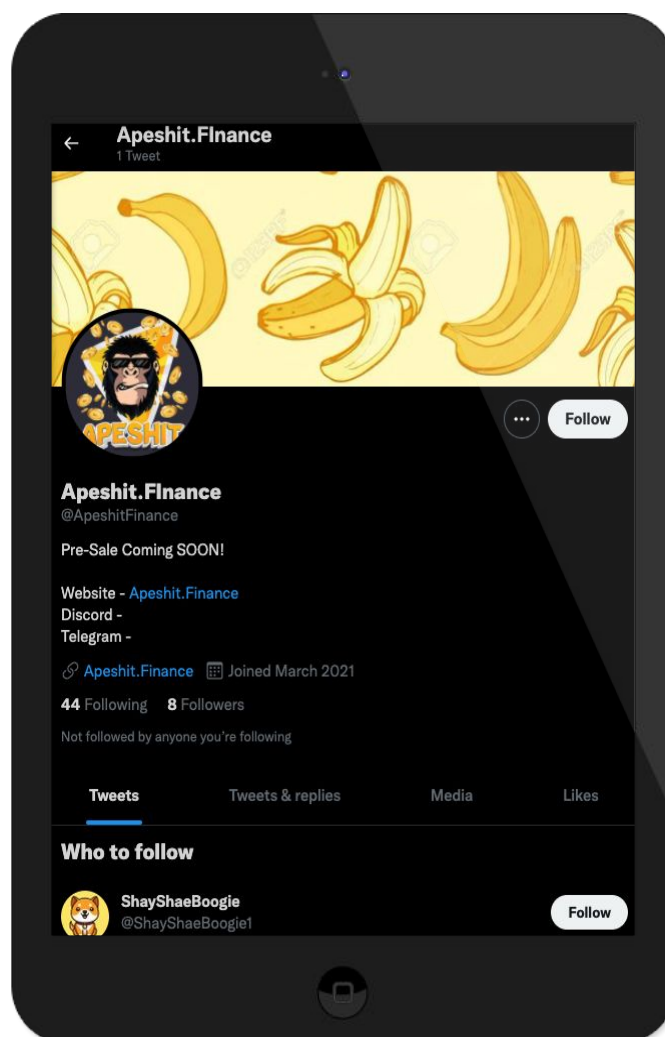 Apeshit.FInance
1 Tweet
123RF
APESHIT
Follow
Apeshit.FInance
@ApeshitFinance
Pre-Sale Coming SOON!
Website - Apeshit.Finance
Discord -
Telegram -
Apeshit.Finance Joined March 2021
44 Following 8 Followers
Not followed by anyone you're following
Tweets Tweets & replies Media Likes
Who to follow
ShayShaeBoogie
@ShayShaeBoogie1
Follow